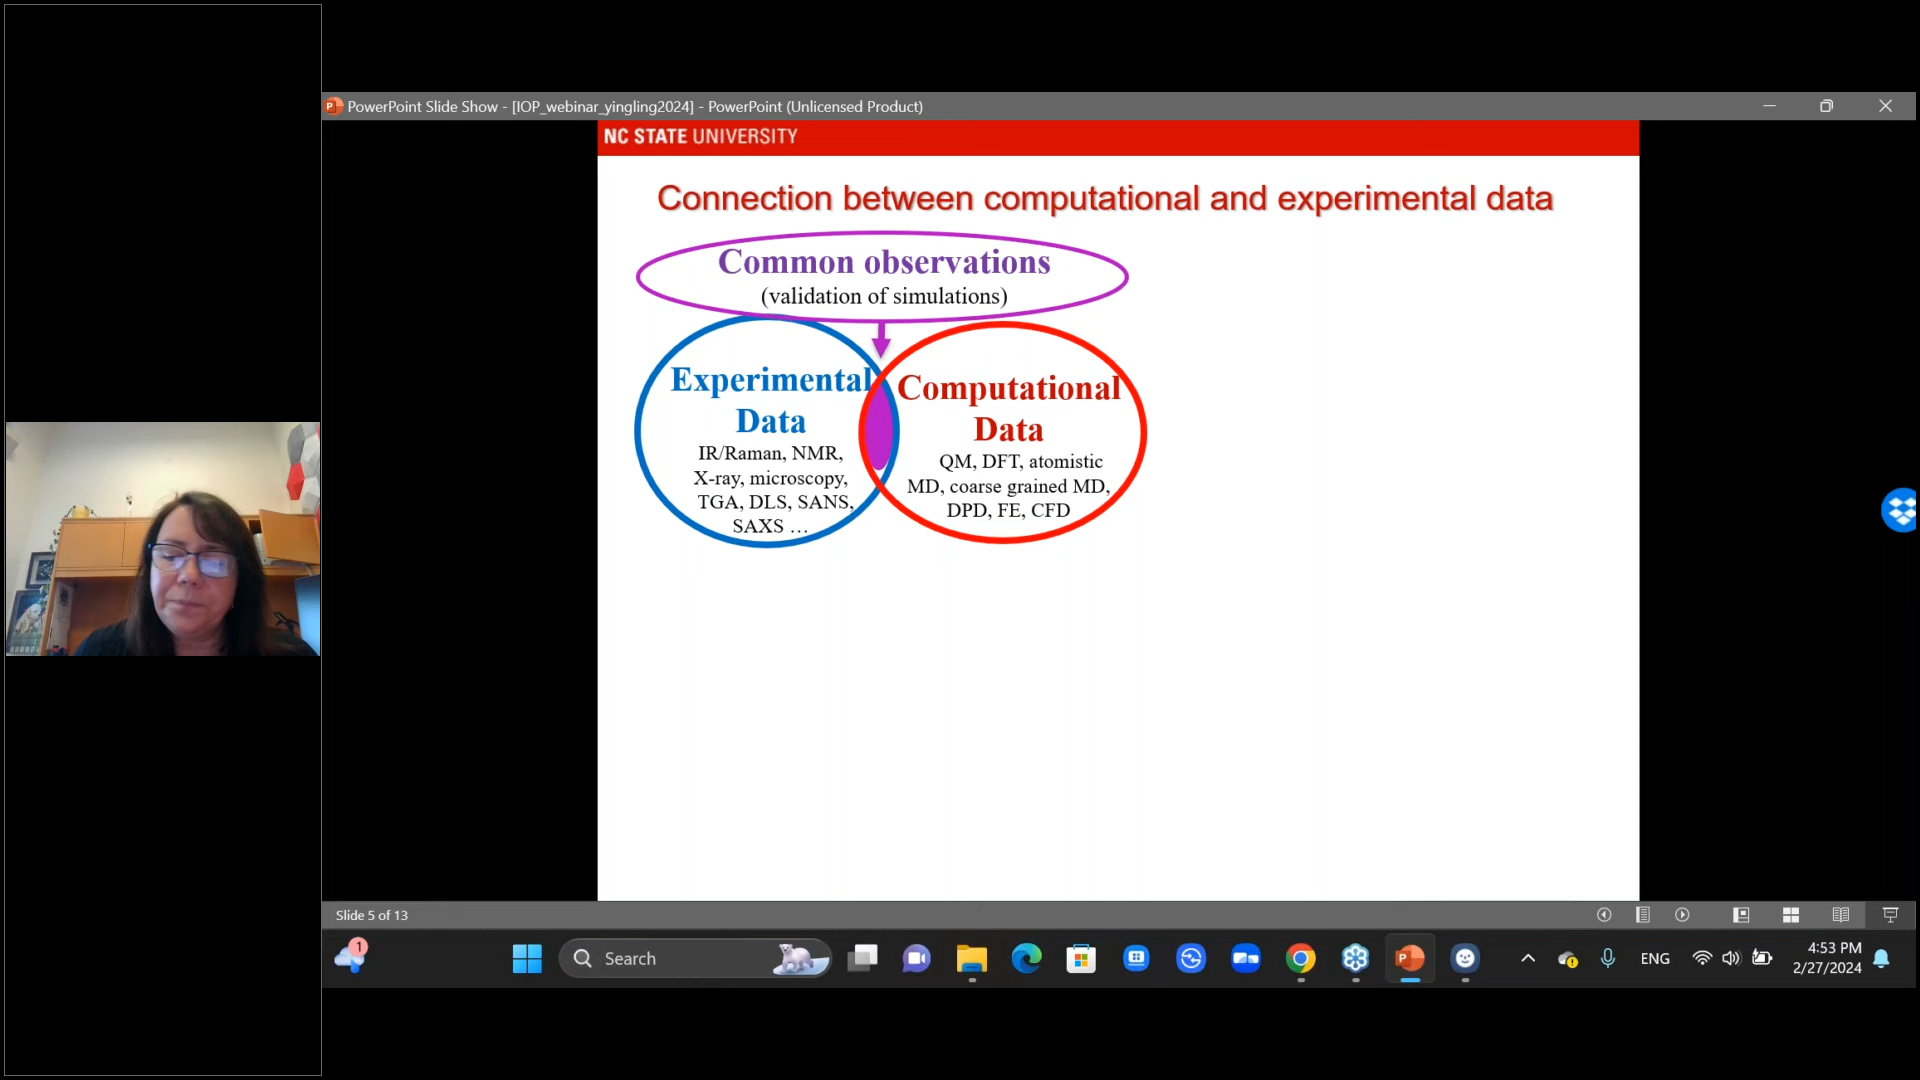 PowerPoint Slide Show - [IOP_webinar_yingling2024] - PowerPoint (Unlicensed Product)
NC STATE UNIVERSITY
Connection between computational and experimental data
Common observations
(validation of simulations)
Experimental
Data
IR/Raman, NMR,
X-ray, microscopy,
TGA, DLS, SANS,
SAXS …
Computational
Data
QM, DFT, atomistic
MD, coarse grained MD,
DPD, FE, CFD
Slide 5 of 13
1
Search
ENG
4:53 PM
2/27/2024